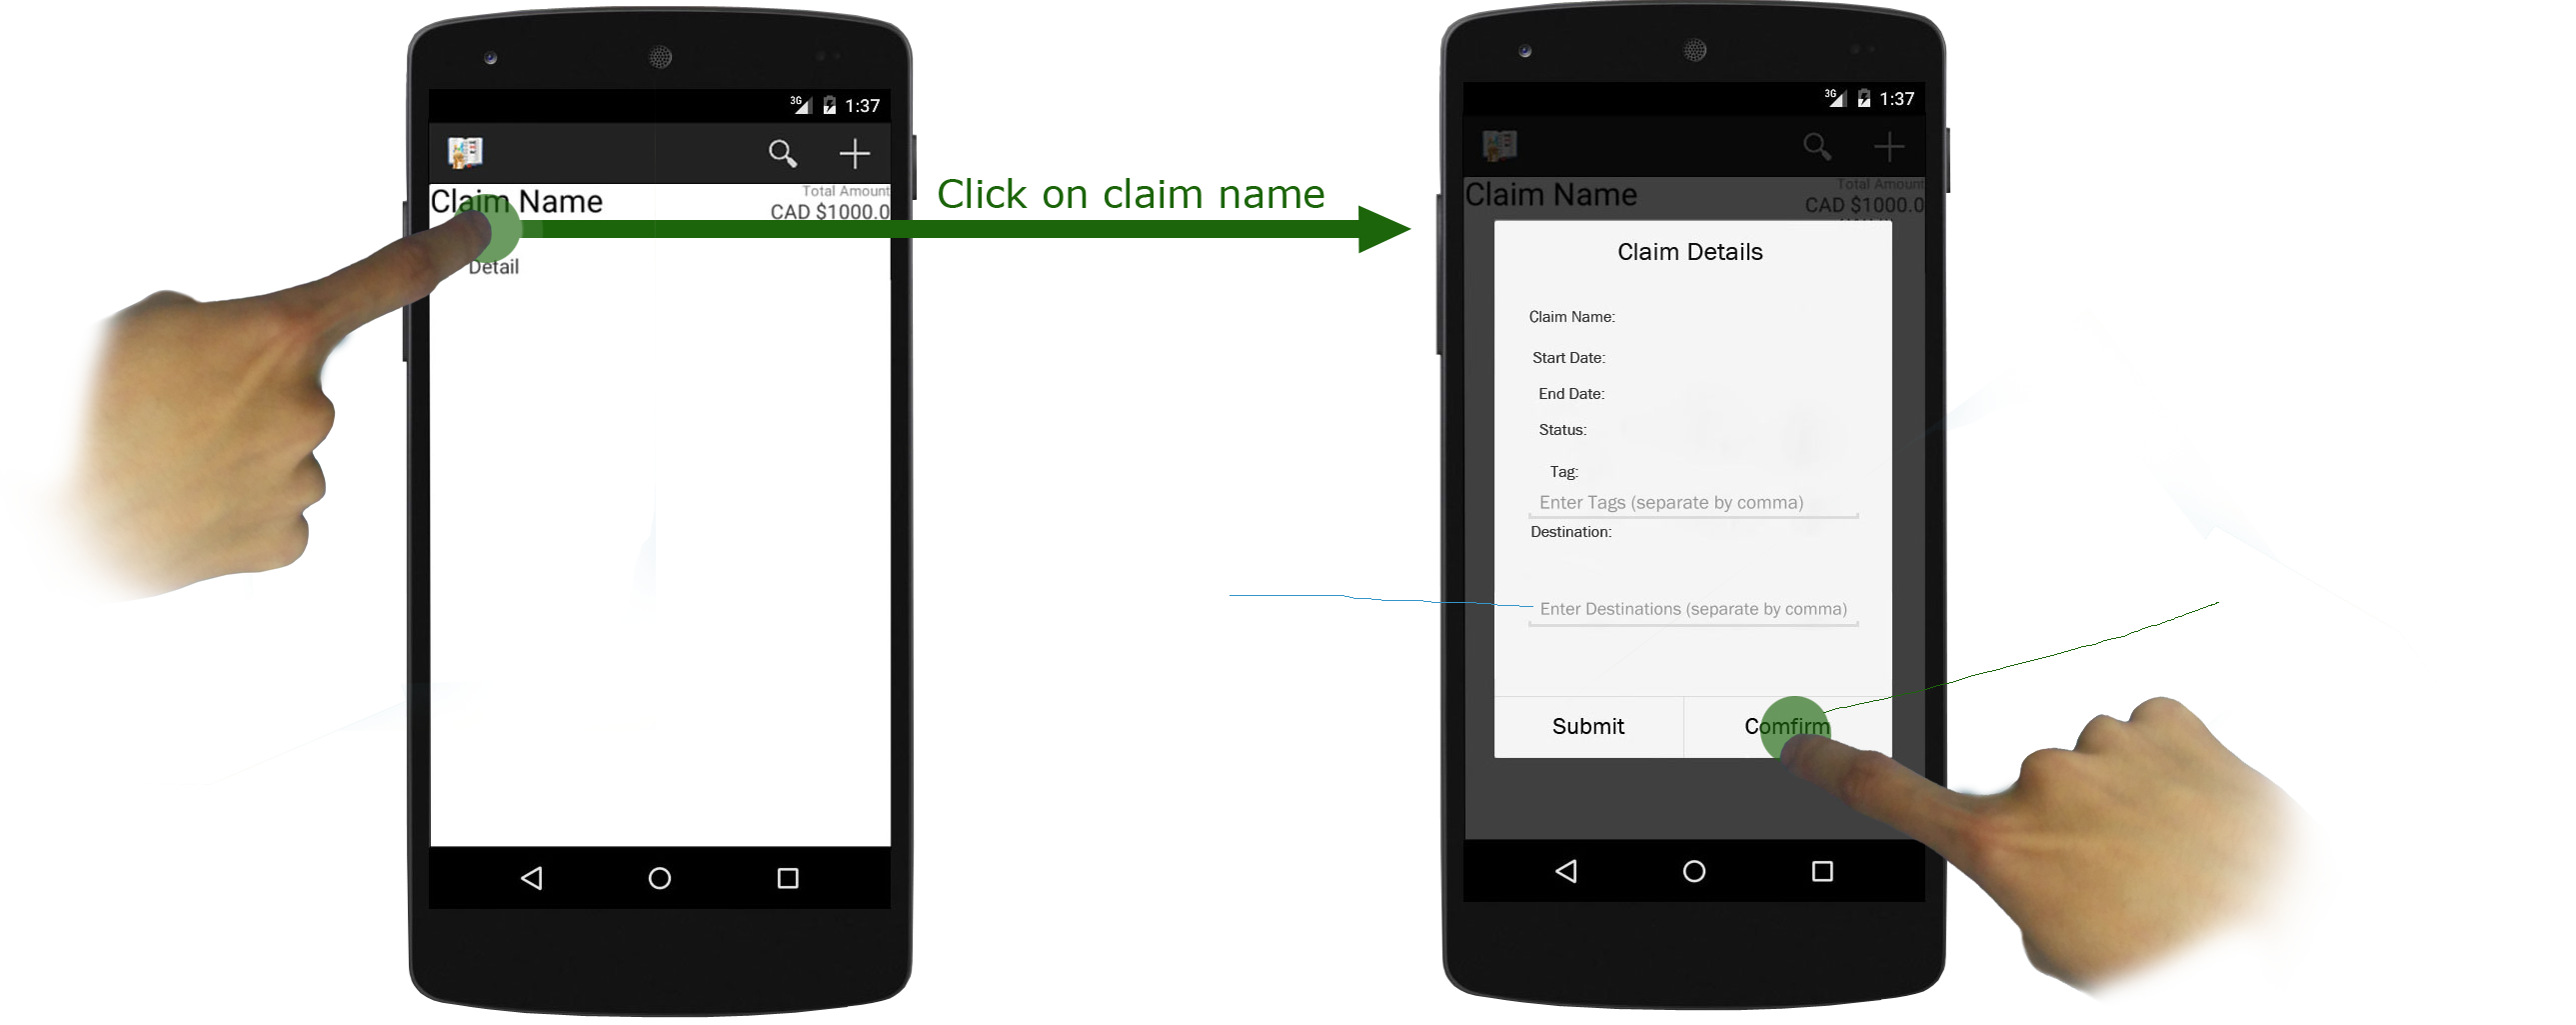 3G 1:37
Claim Name
Total Amount
CAD $1000.0
Detail
Click on claim name
3G 1:37
Claim Name
Total Amount
CAD $1000.0
Claim Details
Claim Name:
Start Date:
End Date:
Status:
Tag:
Enter Tags (separate by comma)
Destination:
Enter Destinations (separate by comma)
Submit
Comfirm